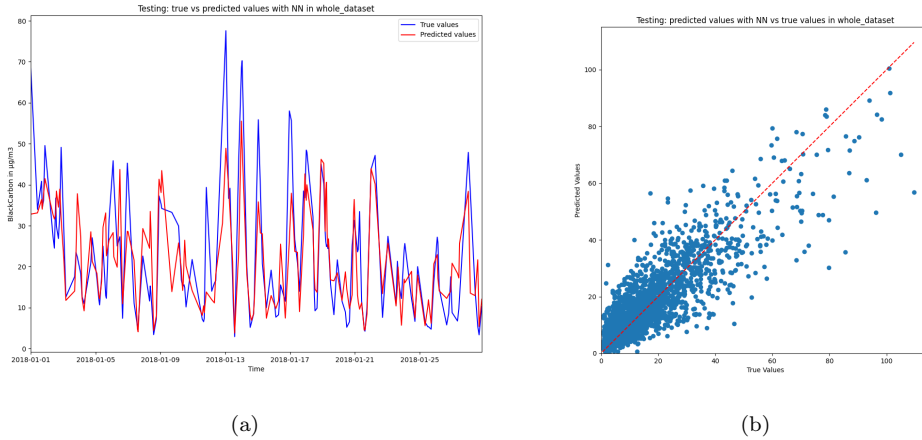 Testing: true vs predicted values with NN in whole_dataset
True values
Predicted values
80
70
60
50
40
30
20
10
0
BlackCarbon in µg/m3
2018-01-01
2018-01-05
2018-01-09
2018-01-13
2018-01-17
2018-01-21
2018-01-25
Time
(a)
Testing: predicted values with NN vs true values in whole_dataset
100
80
60
40
20
0
Predicted Values
0
20
40
60
80
100
True Values
(b)